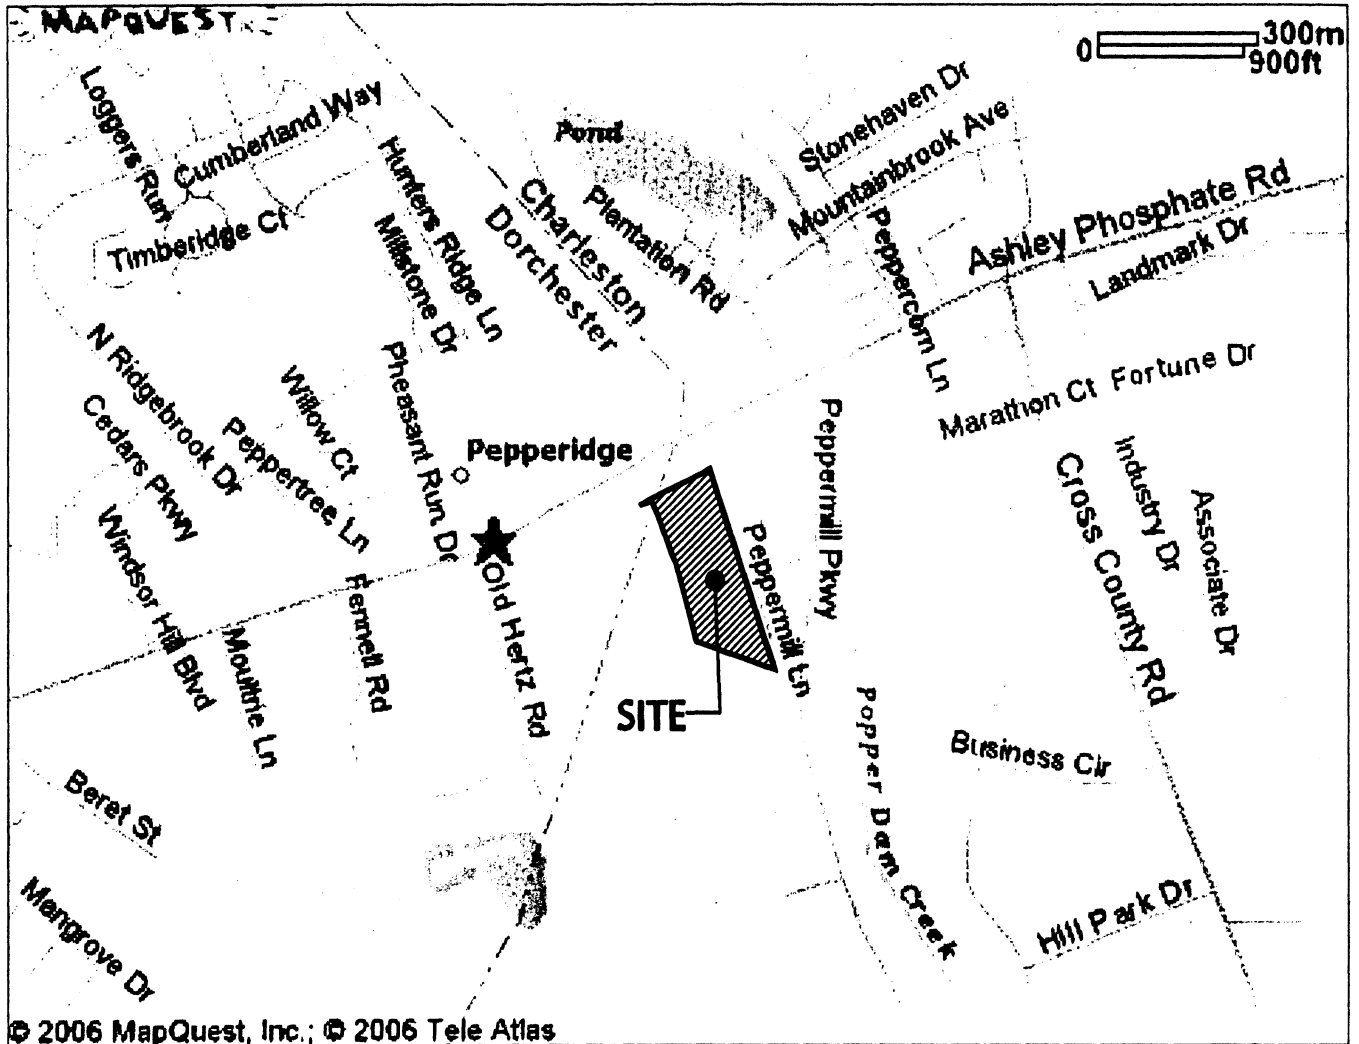 MAPQUEST
0 300m
900ft
Loggers Run
Cumberland Way
Timberidge Ct
Hunters Ridge Ln
Millstone Dr
Pond
Charleston
Dorchester
Plantation Rd
Stonehaven Dr
Mountainbrook Ave
Peppercorn Ln
Ashley Phosphate Rd
Landmark Dr
Marathon Ct
Fortune Dr
N Ridgebrook Dr
Cedars Pkwy
Willow Ct
Peppertree Ln
Pheasant Run Dr
Pepperidge
Windsor Hill Blvd
Moultrie Ln
Fennell Rd
Old Hertz Rd
Peppermill Ln
Peppermill Pkwy
Cross County Rd
Industry Dr
Associate Dr
SITE
Popper Dam Creek
Business Cir
Beret St
Mangrove Dr
Hill Park Dr
© 2006 MapQuest, Inc.; © 2006 Tele Atlas